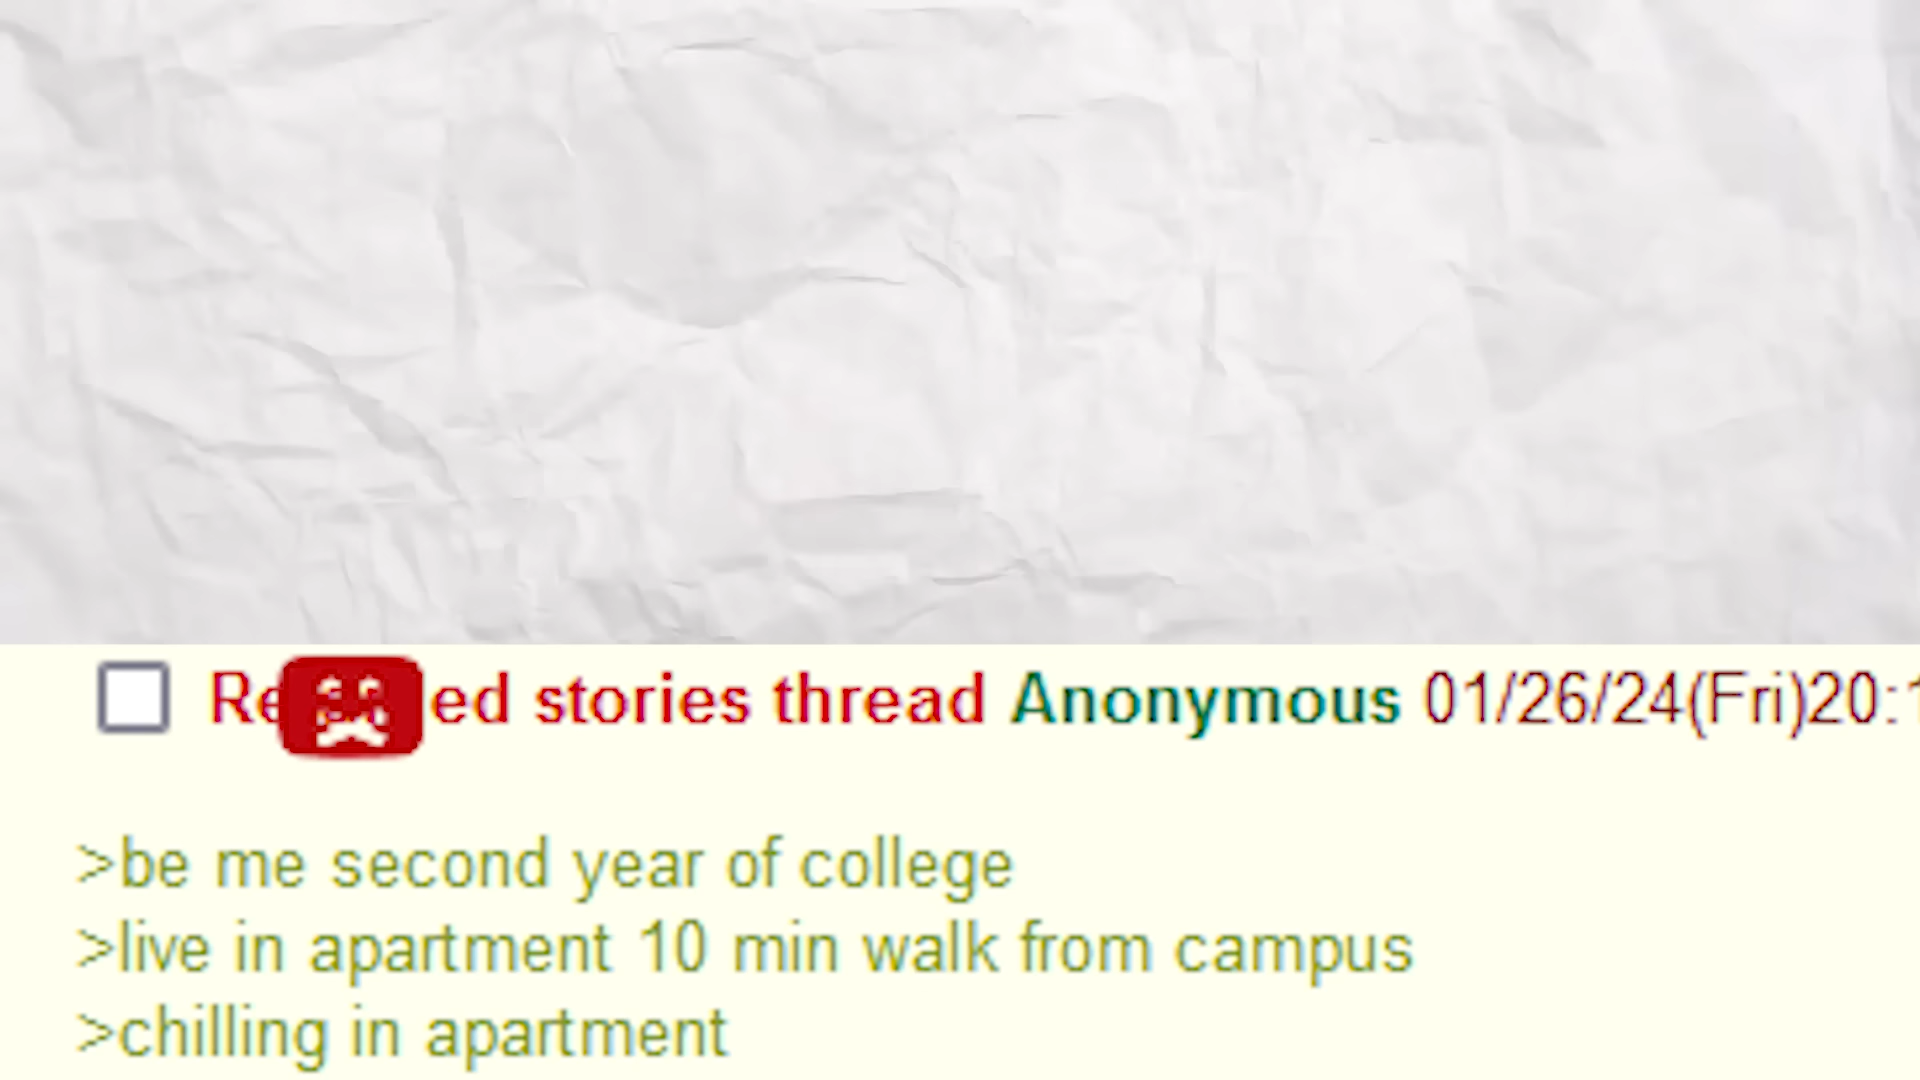 stories thread Anonymous 01/26/24(Fri)20:1
>be me second year of college
>live in apartment 10 min walk from campus
>chilling in apartment